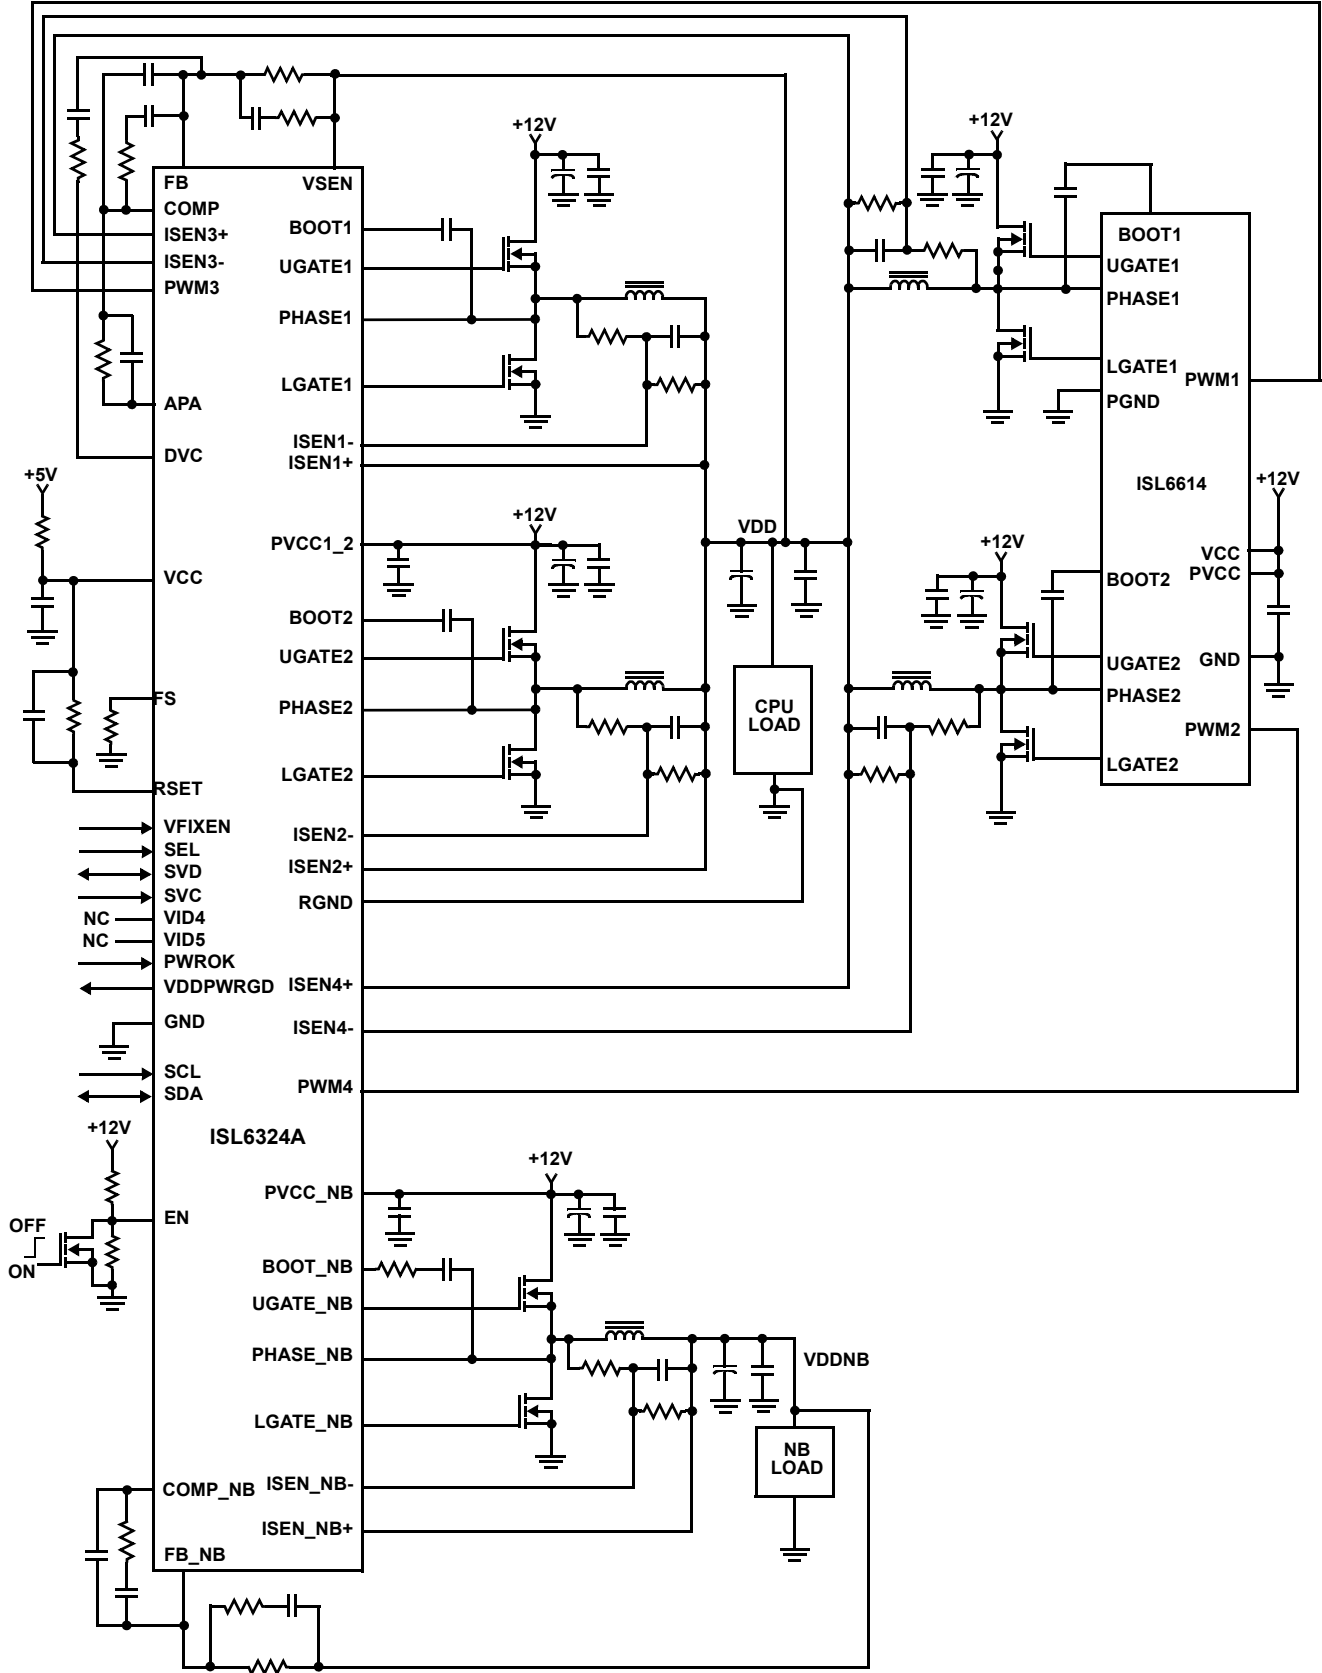 +12V
+12V
FB
VSEN
COMP
BOOT1
ISEN3+
ISEN3-
UGATE1
PWM3
PHASE1
LGATE1
APA
ISEN1-
ISEN1+
DVC
BOOT1
UGATE1
PHASE1
LGATE1
PWM1
PGND
ISL6614
+12V
+5V
+12V
VDD
+12V
PVCC1_2
VCC
VCC
PVCC
BOOT2
BOOT2
UGATE2
UGATE2
GND
FS
PHASE2
CPU
LOAD
PHASE2
PWM2
LGATE2
LGATE2
RSET
VFIXEN
ISEN2-
SEL
SVD
ISEN2+
SVC
RGND
NC
VID4
NC
VID5
PWROK
VDDPWRGD
ISEN4+
GND
ISEN4-
SCL
SDA
PWM4
+12V
ISL6324A
+12V
PVCC_NB
OFF
EN
ON
BOOT_NB
UGATE_NB
PHASE_NB
VDDNB
LGATE_NB
NB
LOAD
COMP_NB
ISEN_NB-
ISEN_NB+
FB_NB